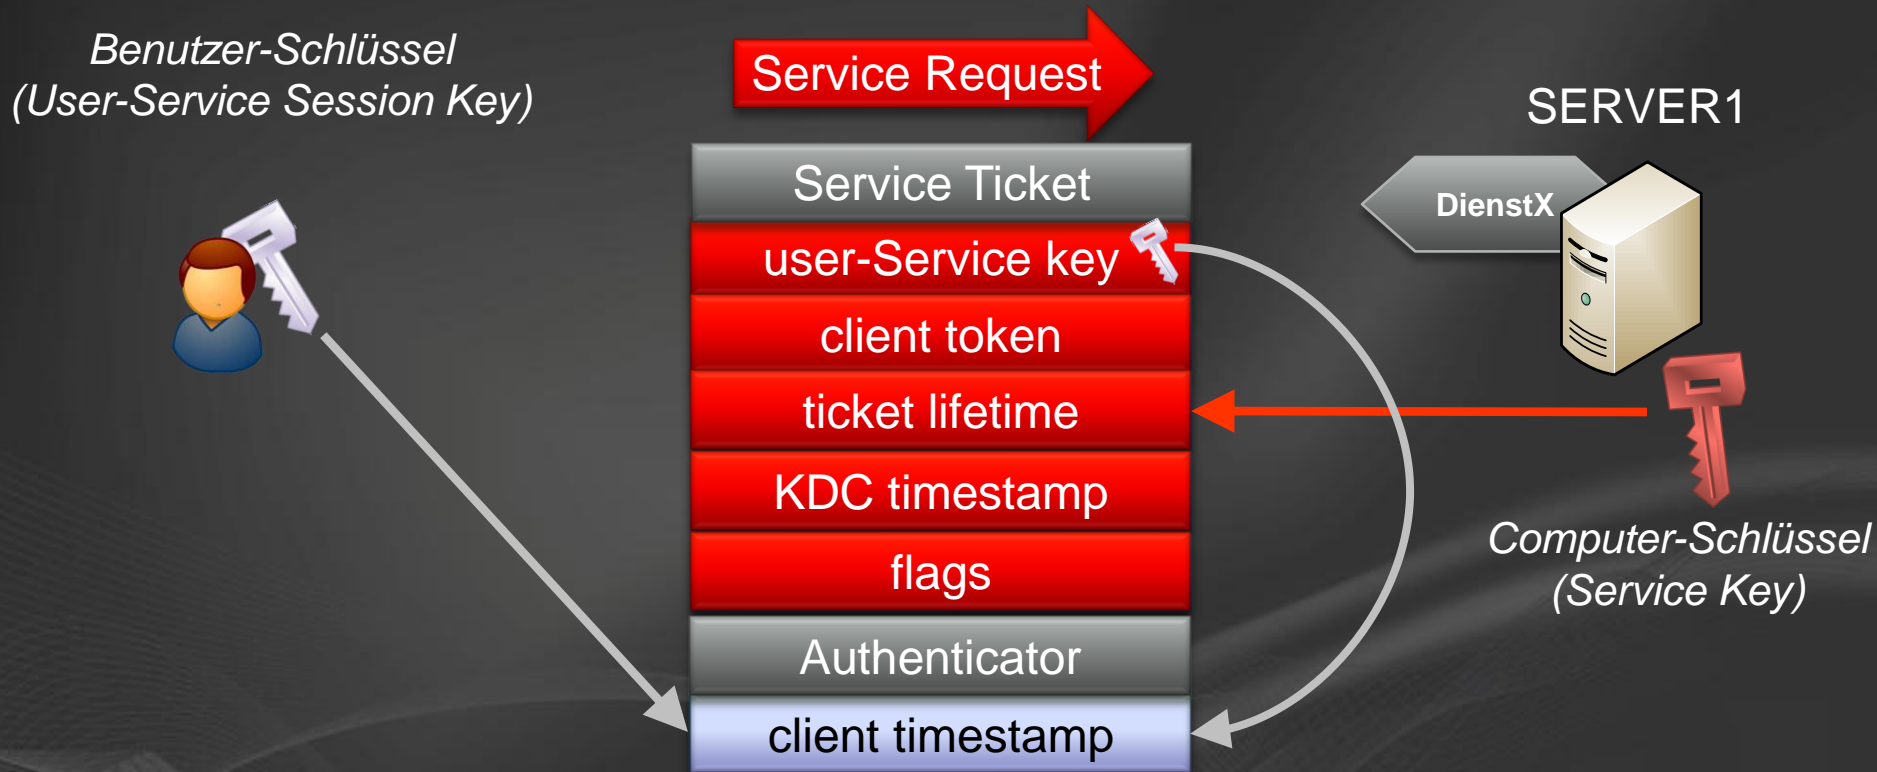 Benutzer-Schlüssel
(User-Service Session Key)
Service Request
SERVER1
DienstX
Service Ticket
user-Service key
client token
ticket lifetime
KDC timestamp
flags
Authenticator
client timestamp
Computer-Schlüssel
(Service Key)